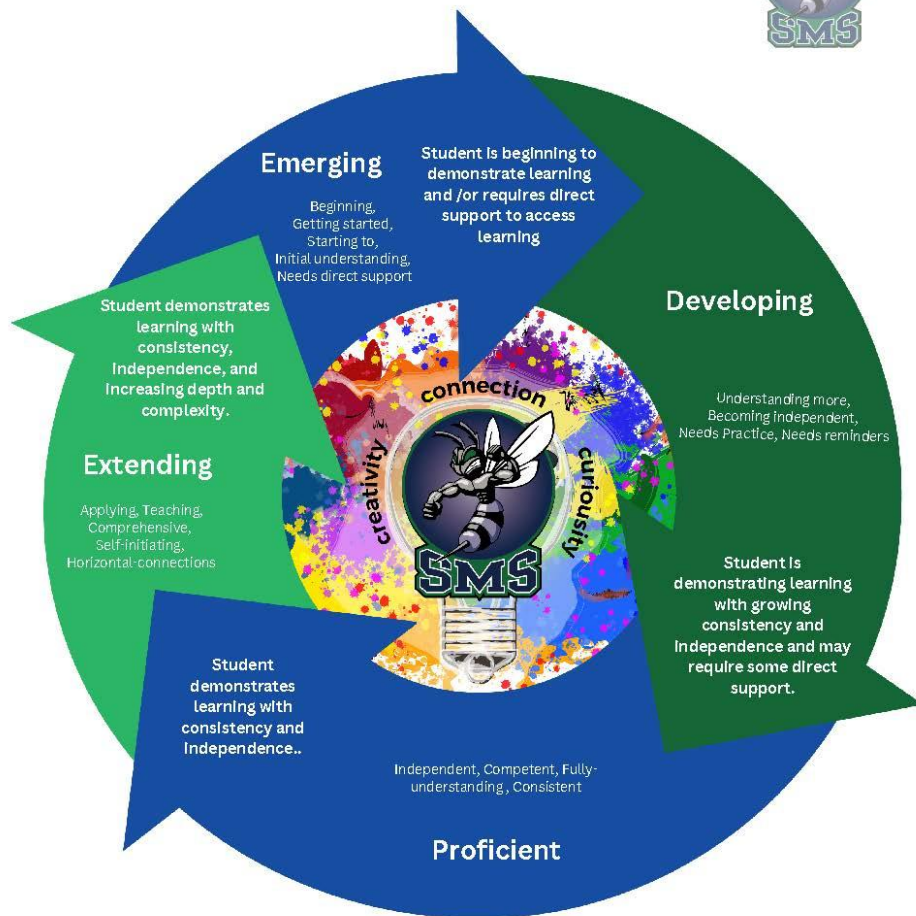 SMS
Emerging
Beginning,
Getting started,
Starting to,
Initial understanding,
Needs direct support
Student is beginning to
demonstrate learning
and /or requires direct
support to access
learning
Developing
Understanding more,
Becoming independent,
Needs Practice, Needs reminders
Student is
demonstrating learning
with growing
consistency and
independence and may
require some direct
support.
Proficient
Independent, Competent, Fully-
understanding , Consistent
Student
demonstrates
learning with
consistency and
independence..
Extending
Applying, Teaching,
Comprehensive,
Self-initiating,
Horizontal-connections
Student demonstrates
learning with
consistency,
independence, and
increasing depth and
complexity.
creativity
connection
curiousity
SMS